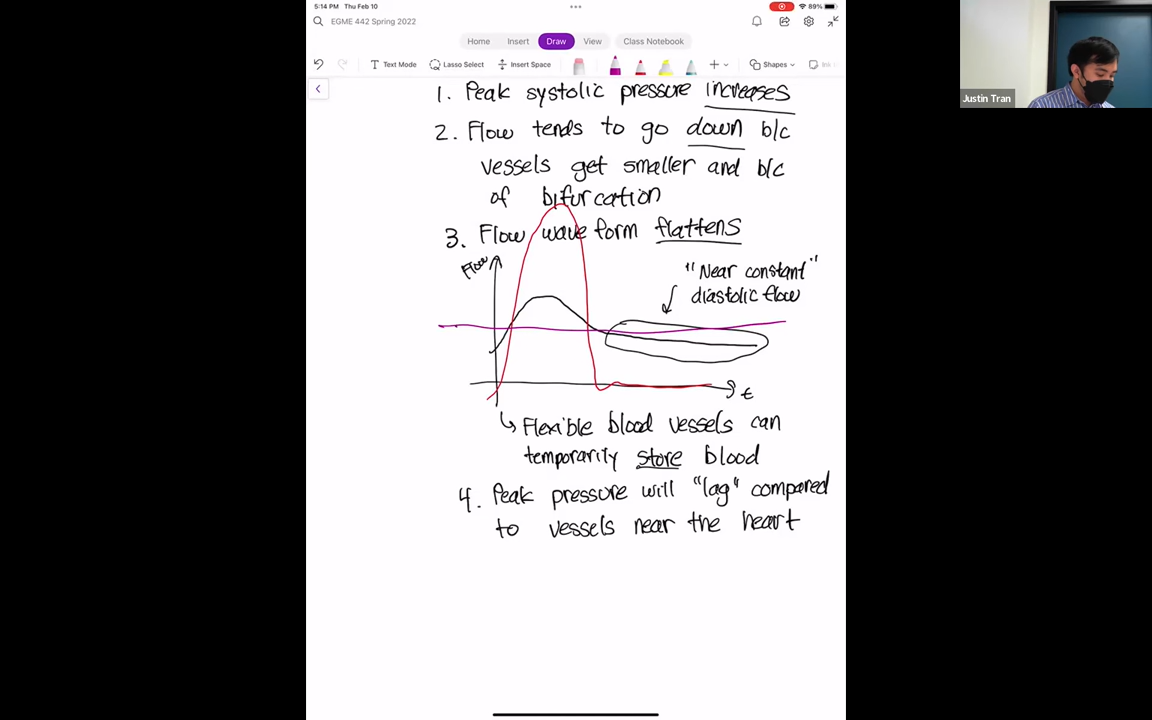 5:14 PM Thu Feb 10
89%
EGME 442 Spring 2022
Home Insert Draw View Class Notebook
Text Mode Lasso Select Insert Space Shapes Ink
Justin Tran
1. Peak systolic pressure increases
2. Flow tends to go down b/c
vessels get smaller and b/c
of bifurcation
3. Flow wave form flattens
Flow
"Near constant"
diastolic flow
t
↳ Flexible blood vessels can
temporarily store blood
4. Peak pressure will "lag" compared
to vessels near the heart